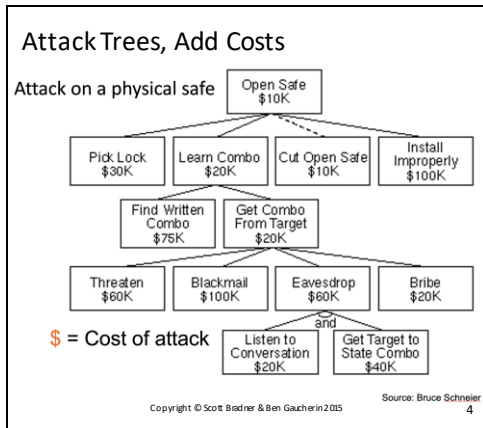 Attack Trees, Add Costs
Attack on a physical safe
Open Safe
$10K
Pick Lock
$30K
Learn Combo
$20K
Cut Open Safe
$10K
Install
Improperly
$100K
Find Written
Combo
$75K
Get Combo
From Target
$20K
Threaten
$60K
Blackmail
$100K
Eavesdrop
$60K
Bribe
$20K
and
$ = Cost of attack
Listen to
Conversation
$20K
Get Target to
State Combo
$40K
Source: Bruce Schneier
Copyright © Scott Bradner & Ben Gaucherin 2015
4